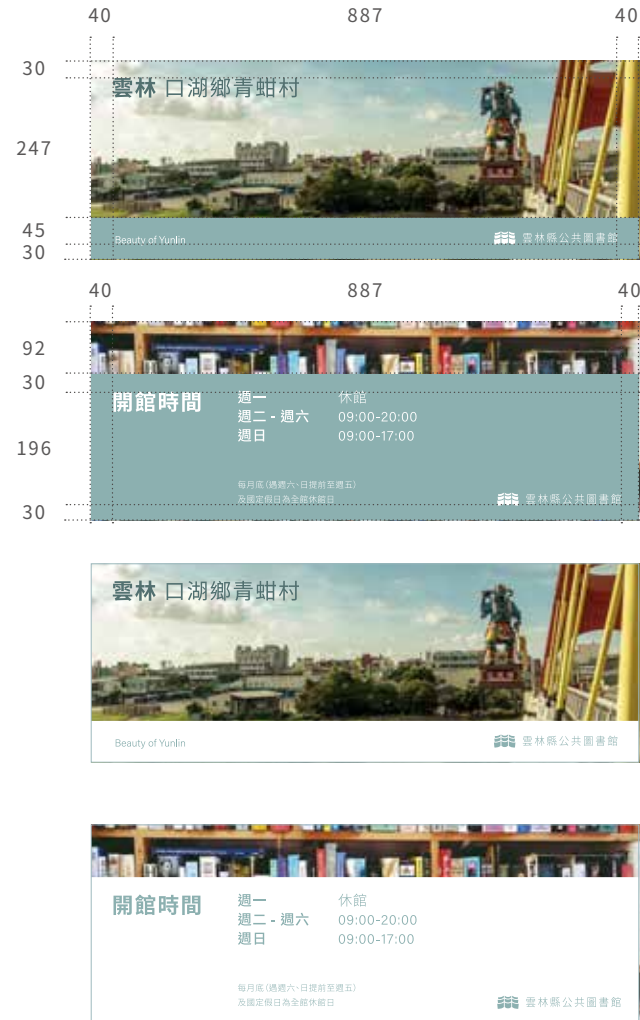 40 887 40
30
雲林 口湖鄉青蚶村
247
45
Beauty of Yunlin 雲林縣公共圖書館
30
40 887 40
92
30
開館時間 週一 休館
週二 - 週六 09:00-20:00
週日 09:00-17:00
196
每月底(遇週六、日提前至週五)
及國定假日為全館休館日 雲林縣公共圖書館
30
雲林 口湖鄉青蚶村
Beauty of Yunlin 雲林縣公共圖書館
開館時間 週一 休館
週二 - 週六 09:00-20:00
週日 09:00-17:00
每月底(遇週六、日提前至週五)
及國定假日為全館休館日 雲林縣公共圖書館